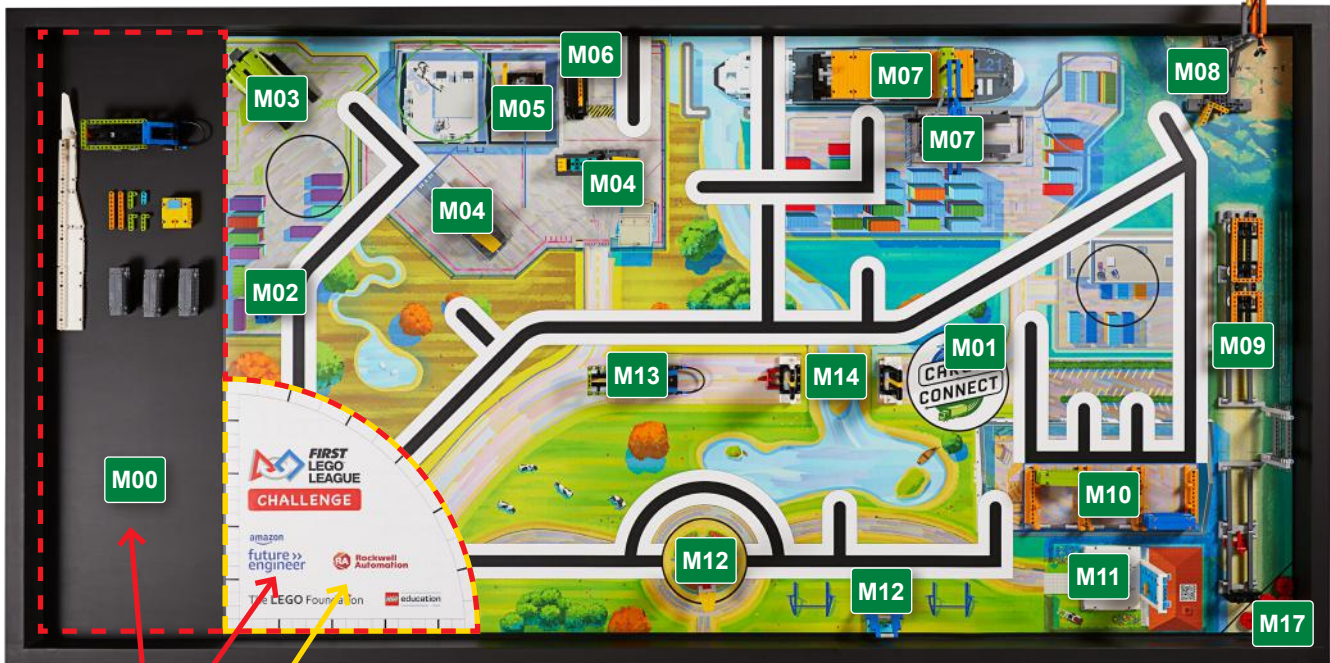 M03
M06
M05
M07
M08
M07
M04
M04
M02
M01
CARGO
CONNECT
M09
M13
M14
M00
FIRST
LEGO
LEAGUE
CHALLENGE
M10
amazon
future
engineer
RA
Rockwell
Automation
The LEGO Foundation
education
M12
M12
M11
M17